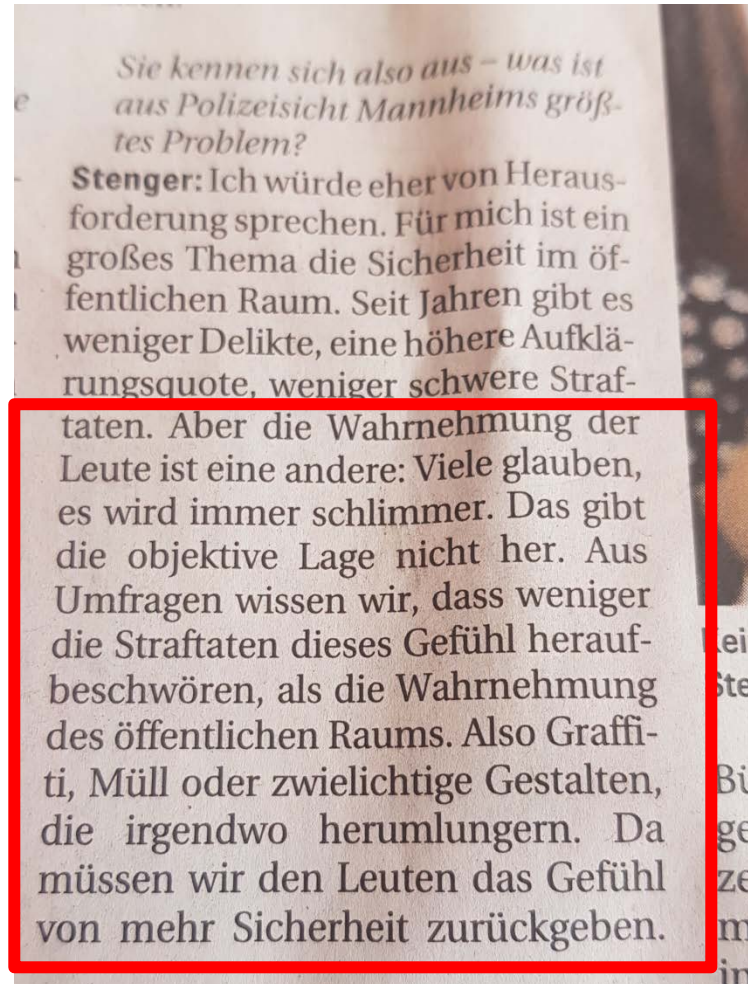 Sie kennen sich also aus – was ist
aus Polizeisicht Mannheims größ-
tes Problem?
Stenger: Ich würde eher von Heraus-
forderung sprechen. Für mich ist ein
großes Thema die Sicherheit im öf-
fentlichen Raum. Seit Jahren gibt es
weniger Delikte, eine höhere Aufklä-
rungsquote, weniger schwere Straf-
taten. Aber die Wahrnehmung der
Leute ist eine andere: Viele glauben,
es wird immer schlimmer. Das gibt
die objektive Lage nicht her. Aus
Umfragen wissen wir, dass weniger
die Straftaten dieses Gefühl herauf-
beschwören, als die Wahrnehmung
des öffentlichen Raums. Also Graffi-
ti, Müll oder zwielichtige Gestalten,
die irgendwo herumlungern. Da
müssen wir den Leuten das Gefühl
von mehr Sicherheit zurückgeben.